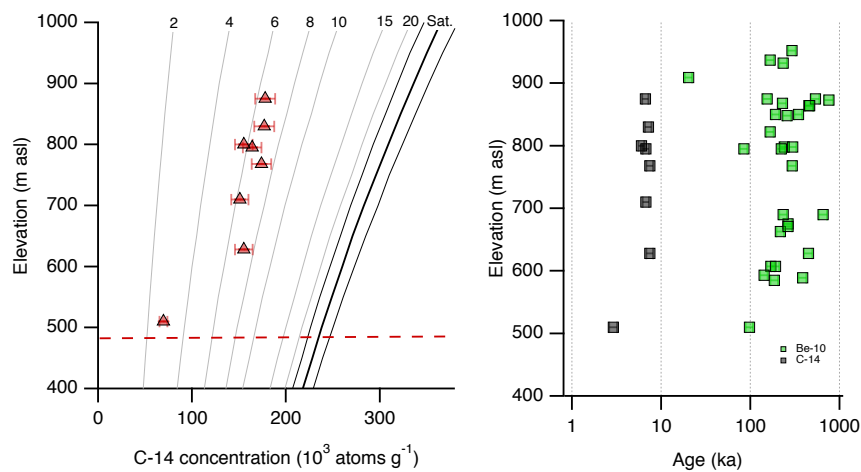 2 4 6 8 10 15 20 Sat.
1000
900
800
700
600
500
400
Elevation (m asl)
0 100 200 300
C-14 concentration (10³ atoms g⁻¹)
1000
900
800
700
600
500
400
Elevation (m asl)
Be-10
C-14
1 10 100 1000
Age (ka)